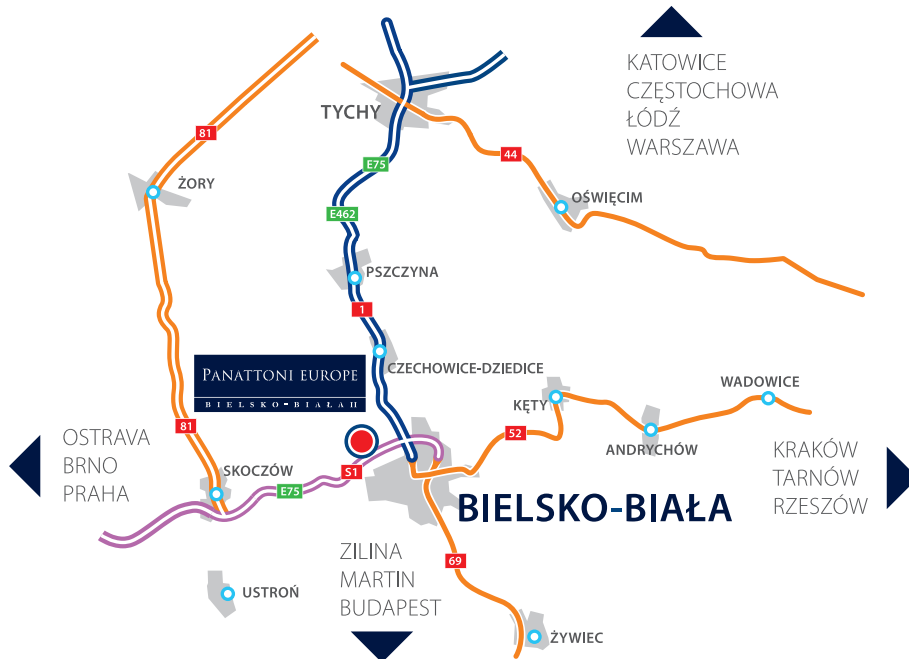 KATOWICE
CZĘSTOCHOWA
ŁÓDŹ
WARSZAWA
TYCHY
81
44
E75
ŻORY
OŚWIĘCIM
E462
PSZCZYNA
1
CZECHOWICE-DZIEDICE
PANATTONI EUROPE
BIELSKO-BIAŁA II
WADOWICE
KĘTY
81
52
ANDRYCHÓW
OSTRAVA
BRNO
PRAHA
SKOCZÓW
S1
E75
KRAKÓW
TARNÓW
RZESZÓW
BIELSKO-BIAŁA
ZILINA
MARTIN
BUDAPEST
69
USTROŃ
ŻYWIEC